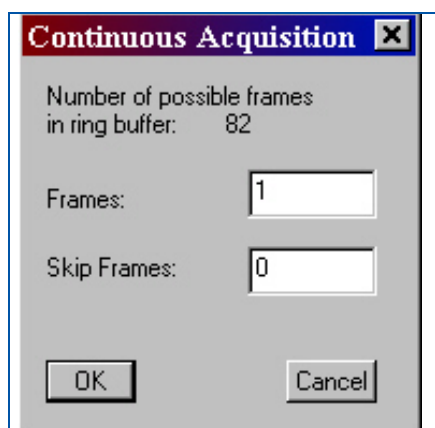 Continuous Acquisition
Number of possible frames
in ring buffer: 82
Frames: 1
Skip Frames: 0
OK Cancel